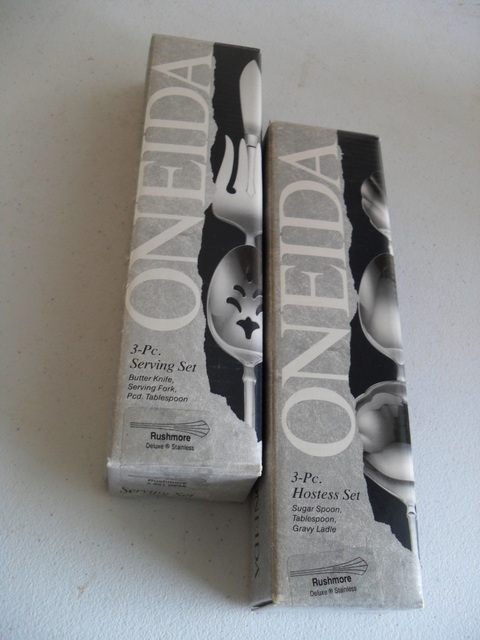 ONEIDA
3-Pc.
Serving Set
Butter Knife,
Serving Fork,
Pcd. Tablespoon
Rushmore
Deluxe ® Stainless
Rushmore
Serving Set
ONEIDA
3-Pc.
Hostess Set
Sugar Spoon,
Tablespoon,
Gravy Ladle
Rushmore
Deluxe ® Stainless